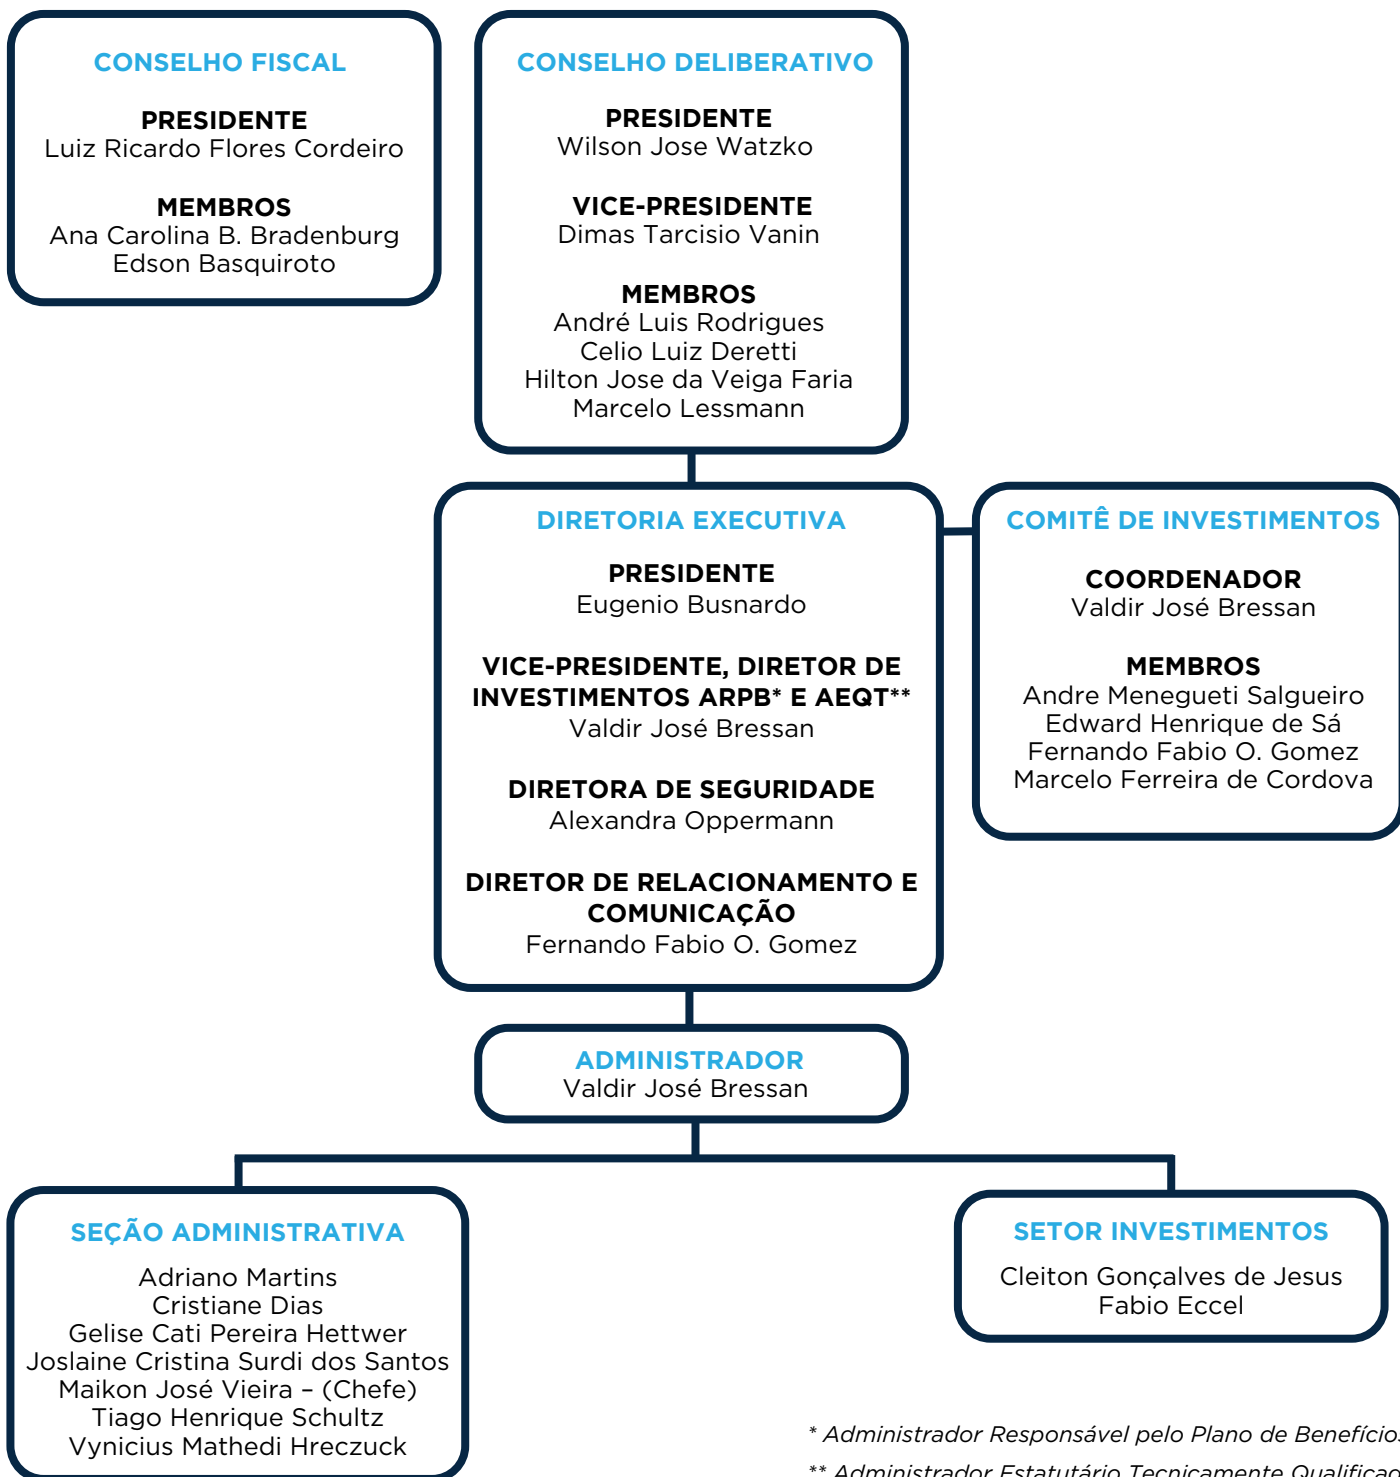 CONSELHO FISCAL
PRESIDENTE
Luiz Ricardo Flores Cordeiro
MEMBROS
Ana Carolina B. Bradenburg
Edson Basquiroto
CONSELHO DELIBERATIVO
PRESIDENTE
Wilson Jose Watzko
VICE-PRESIDENTE
Dimas Tarcisio Vanin
MEMBROS
André Luis Rodrigues
Celio Luiz Deretti
Hilton Jose da Veiga Faria
Marcelo Lessmann
DIRETORIA EXECUTIVA
PRESIDENTE
Eugenio Busnardo
VICE-PRESIDENTE, DIRETOR DE
INVESTIMENTOS ARPB* E AEQT**
Valdir José Bressan
DIRETORA DE SEGURIDADE
Alexandra Oppermann
DIRETOR DE RELACIONAMENTO E
COMUNICAÇÃO
Fernando Fabio O. Gomez
COMITÊ DE INVESTIMENTOS
COORDENADOR
Valdir José Bressan
MEMBROS
Andre Menegueti Salgueiro
Edward Henrique de Sá
Fernando Fabio O. Gomez
Marcelo Ferreira de Cordova
ADMINISTRADOR
Valdir José Bressan
SEÇÃO ADMINISTRATIVA
Adriano Martins
Cristiane Dias
Gelise Cati Pereira Hettwer
Joslaine Cristina Surdi dos Santos
Maikon José Vieira – (Chefe)
Tiago Henrique Schultz
Vynicius Mathedi Hreczuck
SETOR INVESTIMENTOS
Cleiton Gonçalves de Jesus
Fabio Eccel
* Administrador Responsável pelo Plano de Benefícios
** Administrador Estatutário Tecnicamente Qualificad